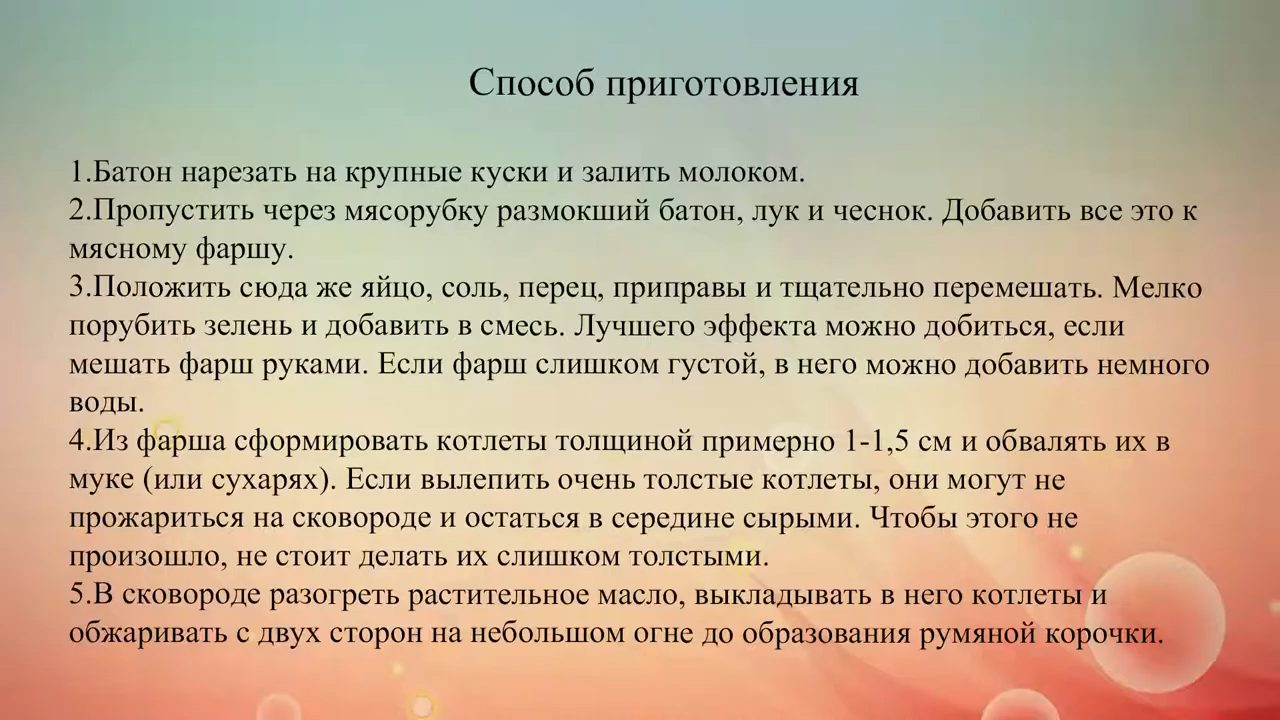 Способ приготовления
1.Батон нарезать на крупные куски и залить молоком.
2.Пропустить через мясорубку размокший батон, лук и чеснок. Добавить все это к
мясному фаршу.
3.Положить сюда же яйцо, соль, перец, приправы и тщательно перемешать. Мелко
порубить зелень и добавить в смесь. Лучшего эффекта можно добиться, если
мешать фарш руками. Если фарш слишком густой, в него можно добавить немного
воды.
4.Из фарша сформировать котлеты толщиной примерно 1-1,5 см и обвалять их в
муке (или сухарях). Если вылепить очень толстые котлеты, они могут не
прожариться на сковороде и остаться в середине сырыми. Чтобы этого не
произошло, не стоит делать их слишком толстыми.
5.В сковороде разогреть растительное масло, выкладывать в него котлеты и
обжаривать с двух сторон на небольшом огне до образования румяной корочки.